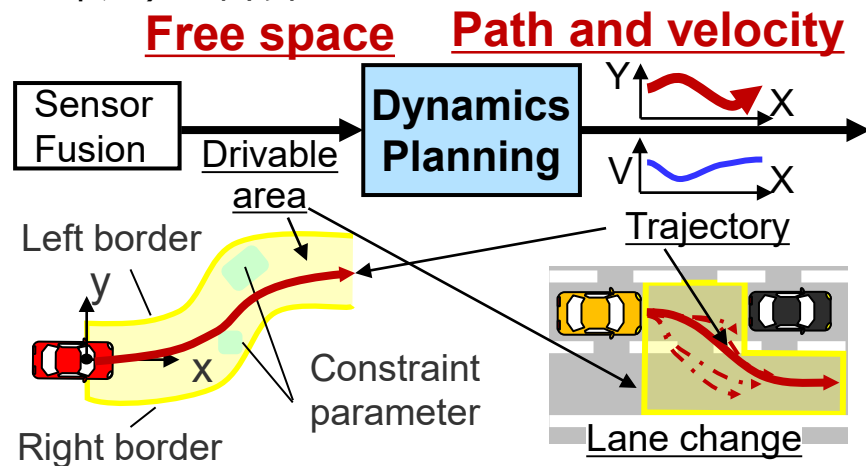 Free space
Path and velocity
Sensor
Fusion
Dynamics
Planning
Y
X
V
X
Drivable
area
Trajectory
Left border
y
x
Constraint
parameter
Right border
Lane change